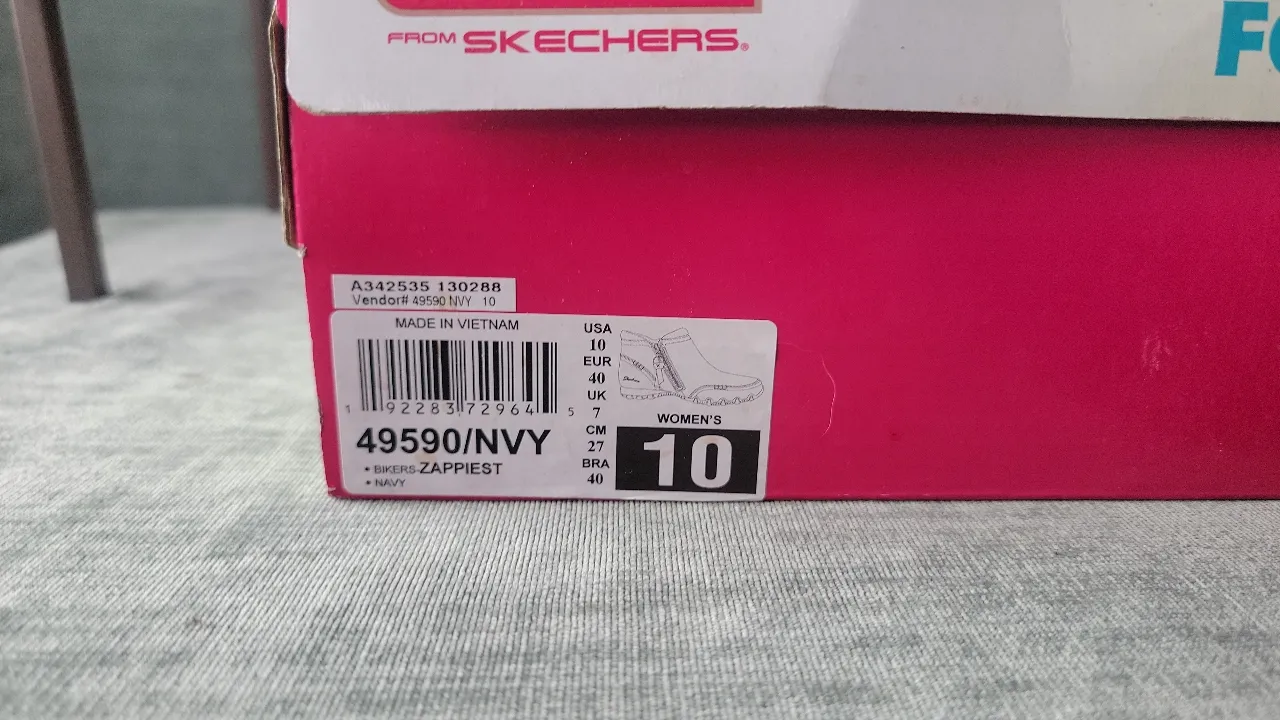 FROM SKECHERS®
A342535 130288
Vendor# 49590 NVY 10
MADE IN VIETNAM
1 92283 72964 5
49590/NVY
• BIKERS-ZAPPIEST
• NAVY
USA
10
EUR
40
UK
7
CM
27
BRA
40
WOMEN'S
10